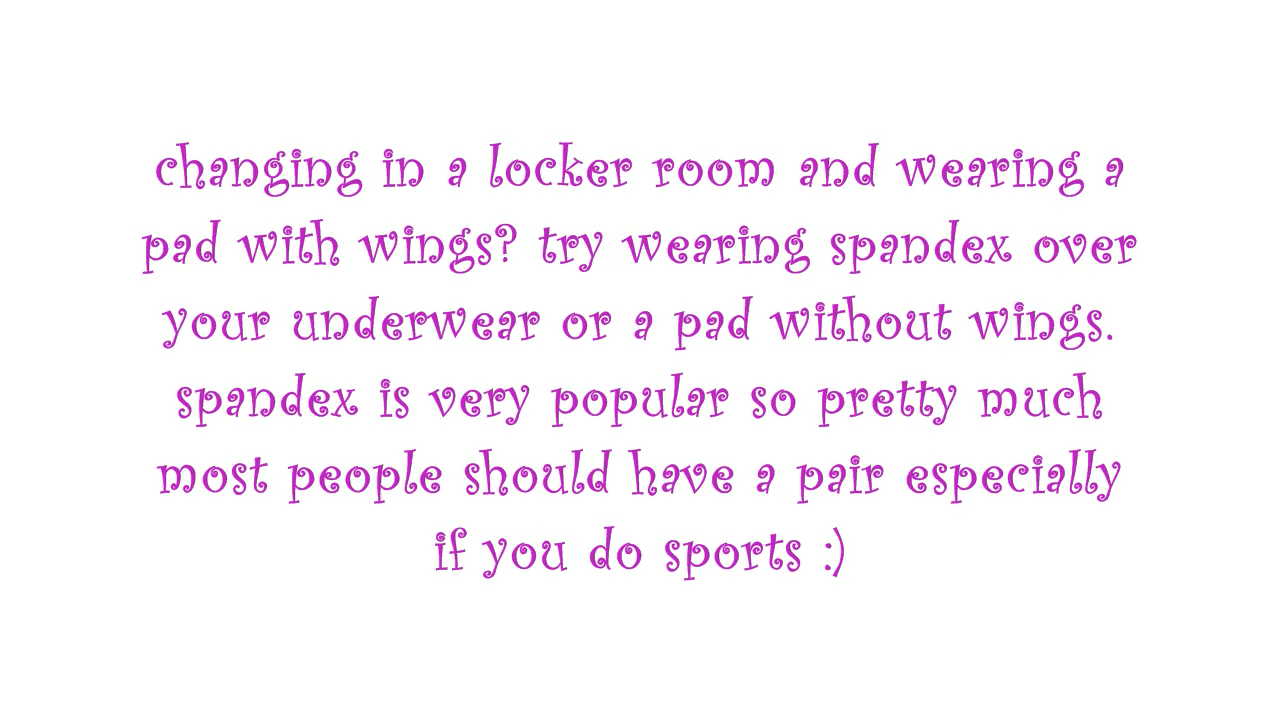 changing in a locker room and wearing a
pad with wings? try wearing spandex over
your underwear or a pad without wings.
spandex is very popular so pretty much
most people should have a pair especially
if you do sports :)